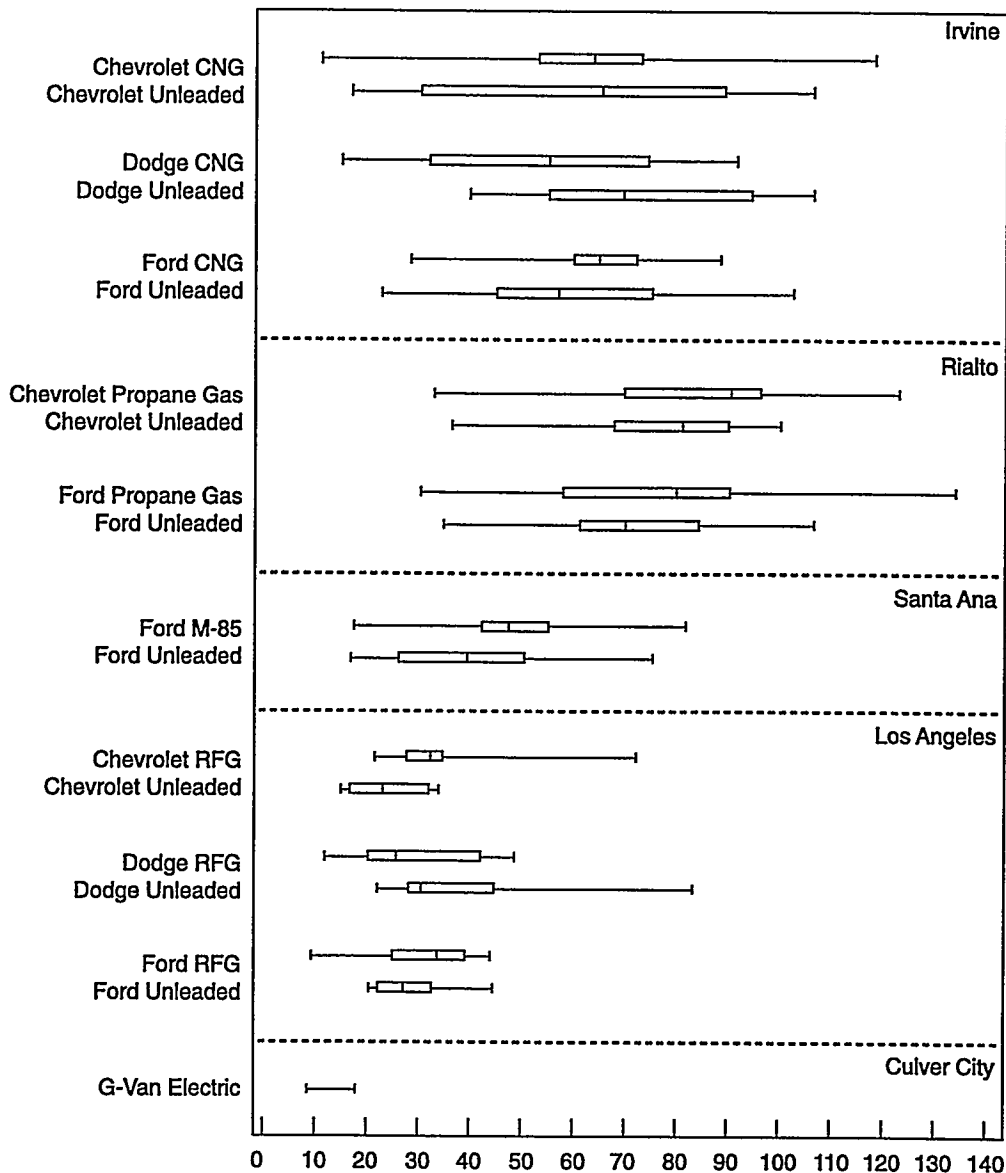 Irvine
Chevrolet CNG
Chevrolet Unleaded
Dodge CNG
Dodge Unleaded
Ford CNG
Ford Unleaded
Rialto
Chevrolet Propane Gas
Chevrolet Unleaded
Ford Propane Gas
Ford Unleaded
Santa Ana
Ford M-85
Ford Unleaded
Los Angeles
Chevrolet RFG
Chevrolet Unleaded
Dodge RFG
Dodge Unleaded
Ford RFG
Ford Unleaded
Culver City
G-Van Electric
0 10 20 30 40 50 60 70 80 90 100 110 120 130 140